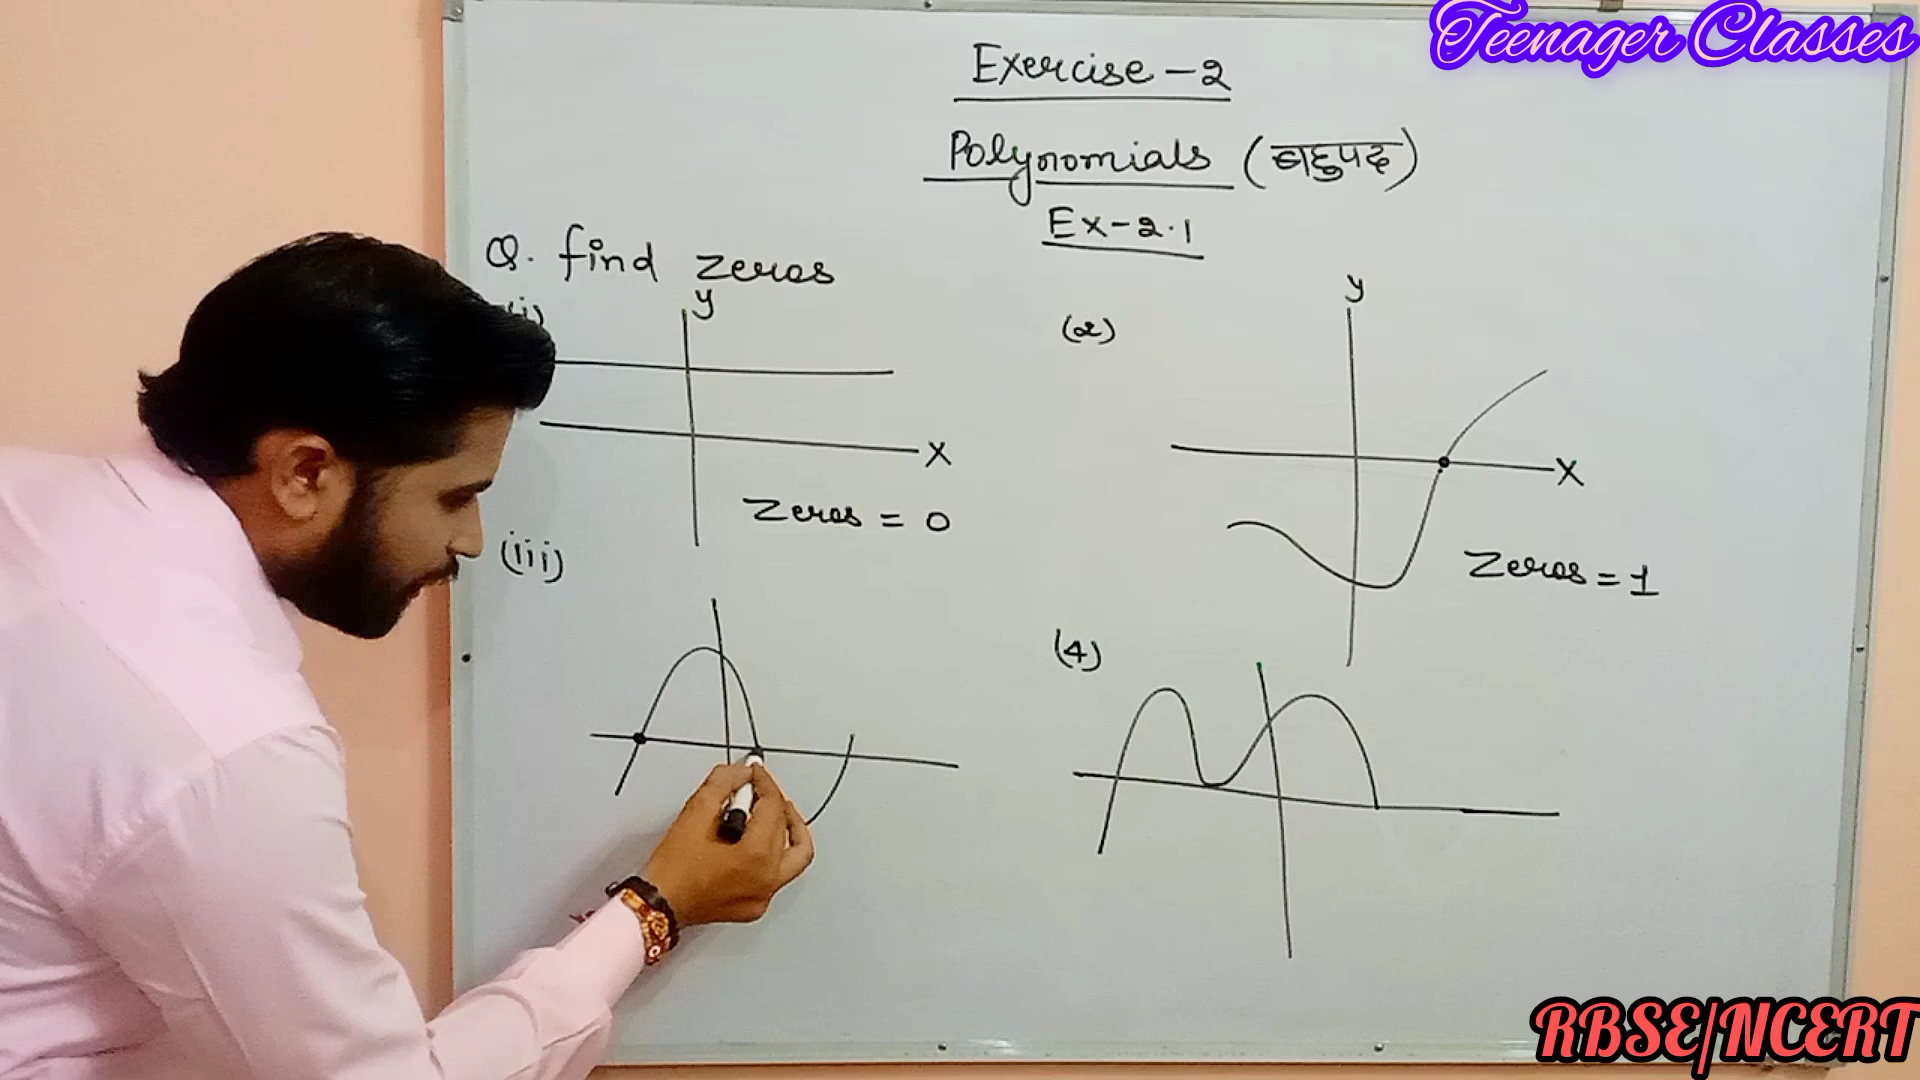 Teenager Classes
Exercise - 2
Polynomials (बहुपद)
Ex-2.1
Q. find zeros
(i)
y
X
Zeros = 0
(2)
y
X
Zeros = 1
(iii)
(4)
RBSE/NCERT